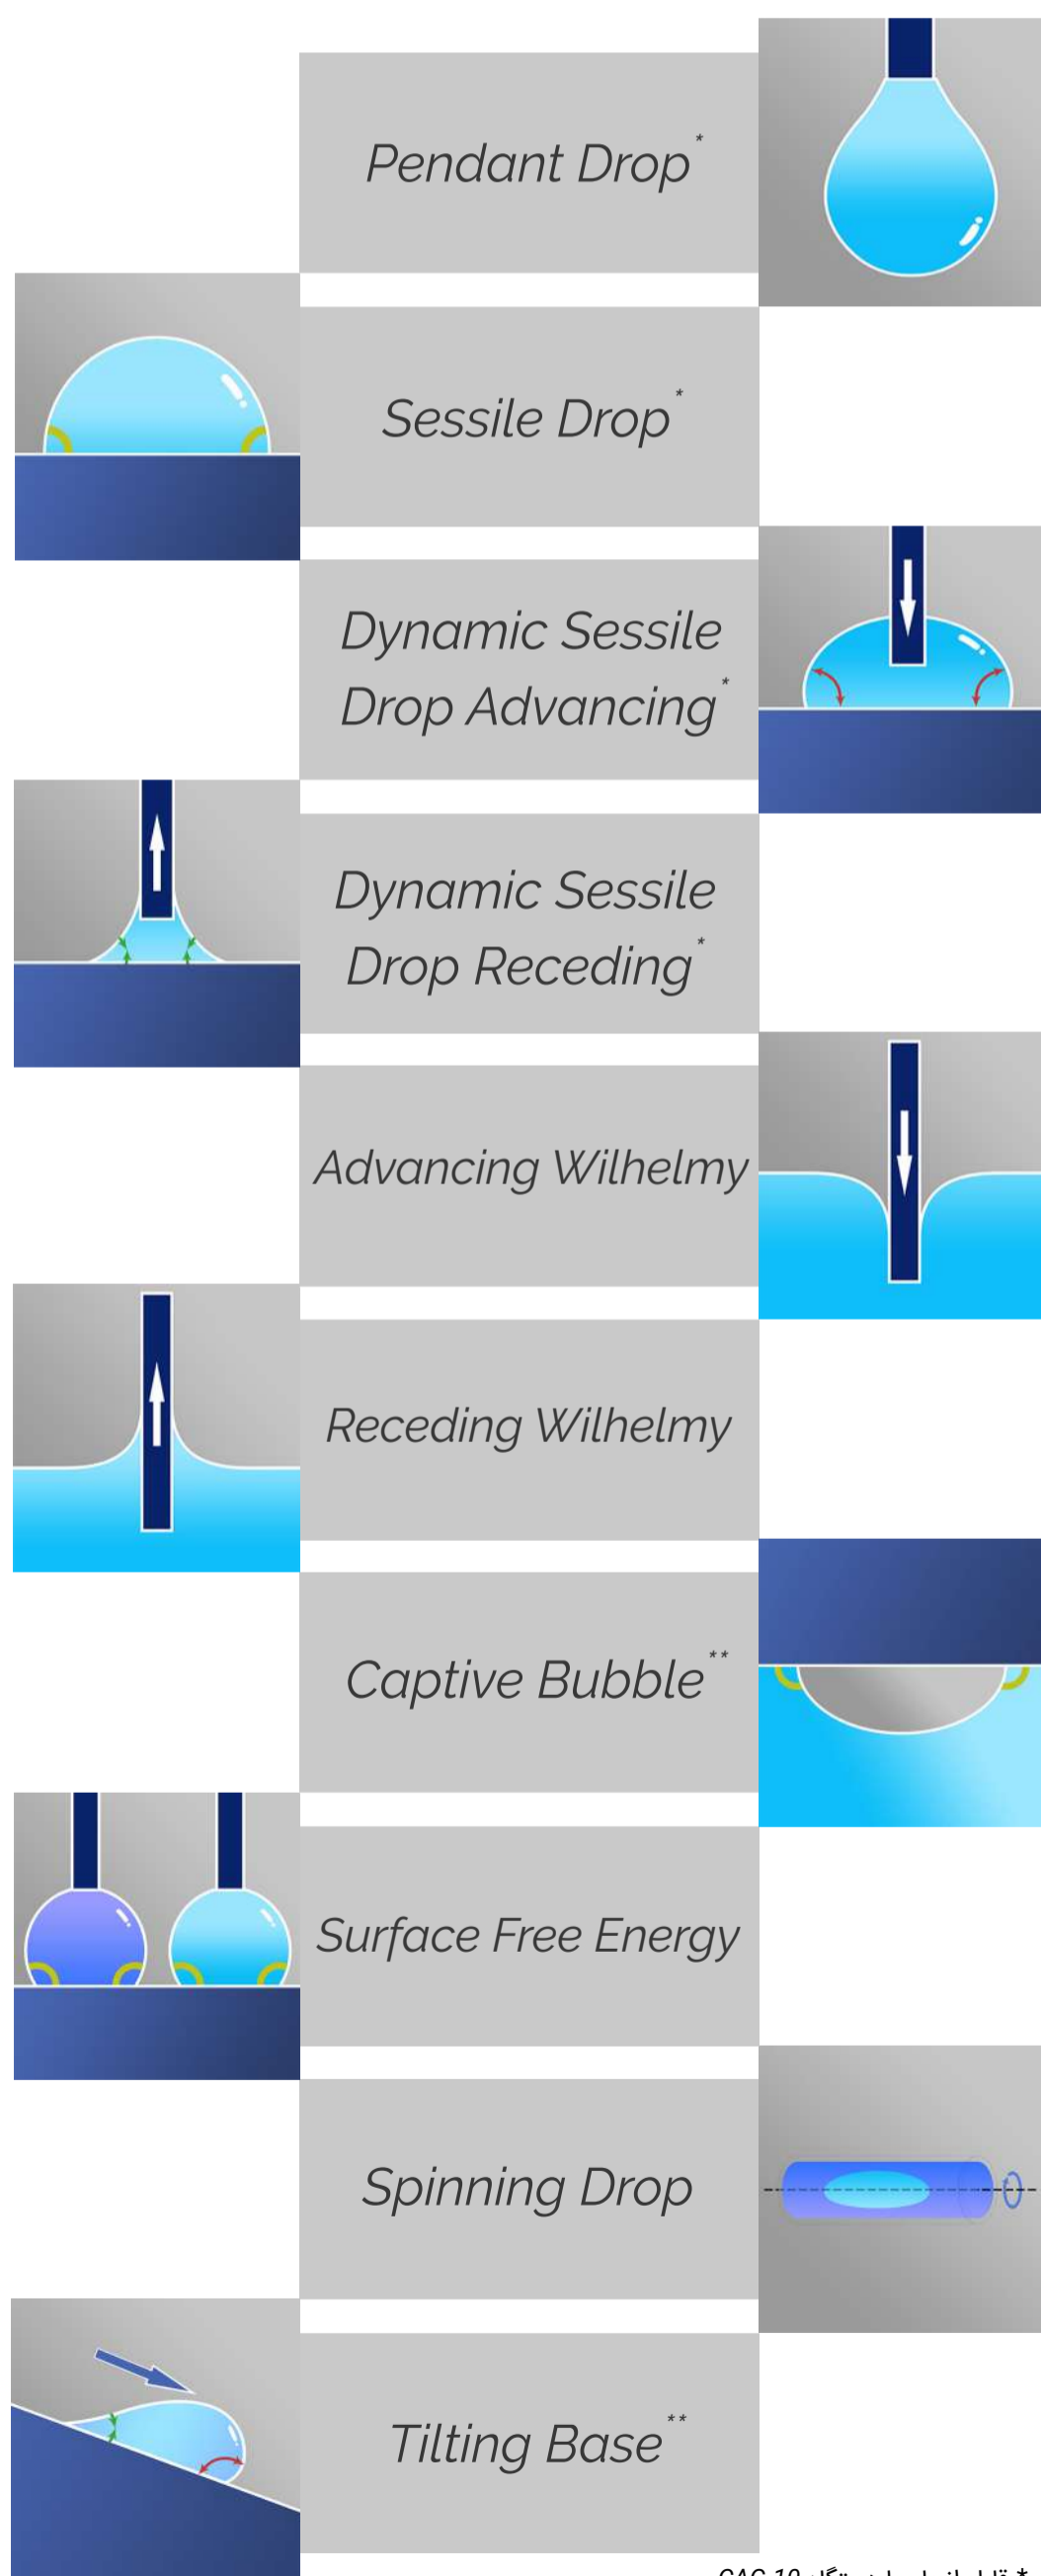 Pendant Drop*
Sessile Drop*
Dynamic Sessile
Drop Advancing*
Dynamic Sessile
Drop Receding*
Advancing Wilhelmy
Receding Wilhelmy
Captive Bubble**
Surface Free Energy
Spinning Drop
Tilting Base**